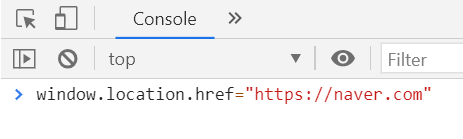 Console
top
Filter
window.location.href="https://naver.com"